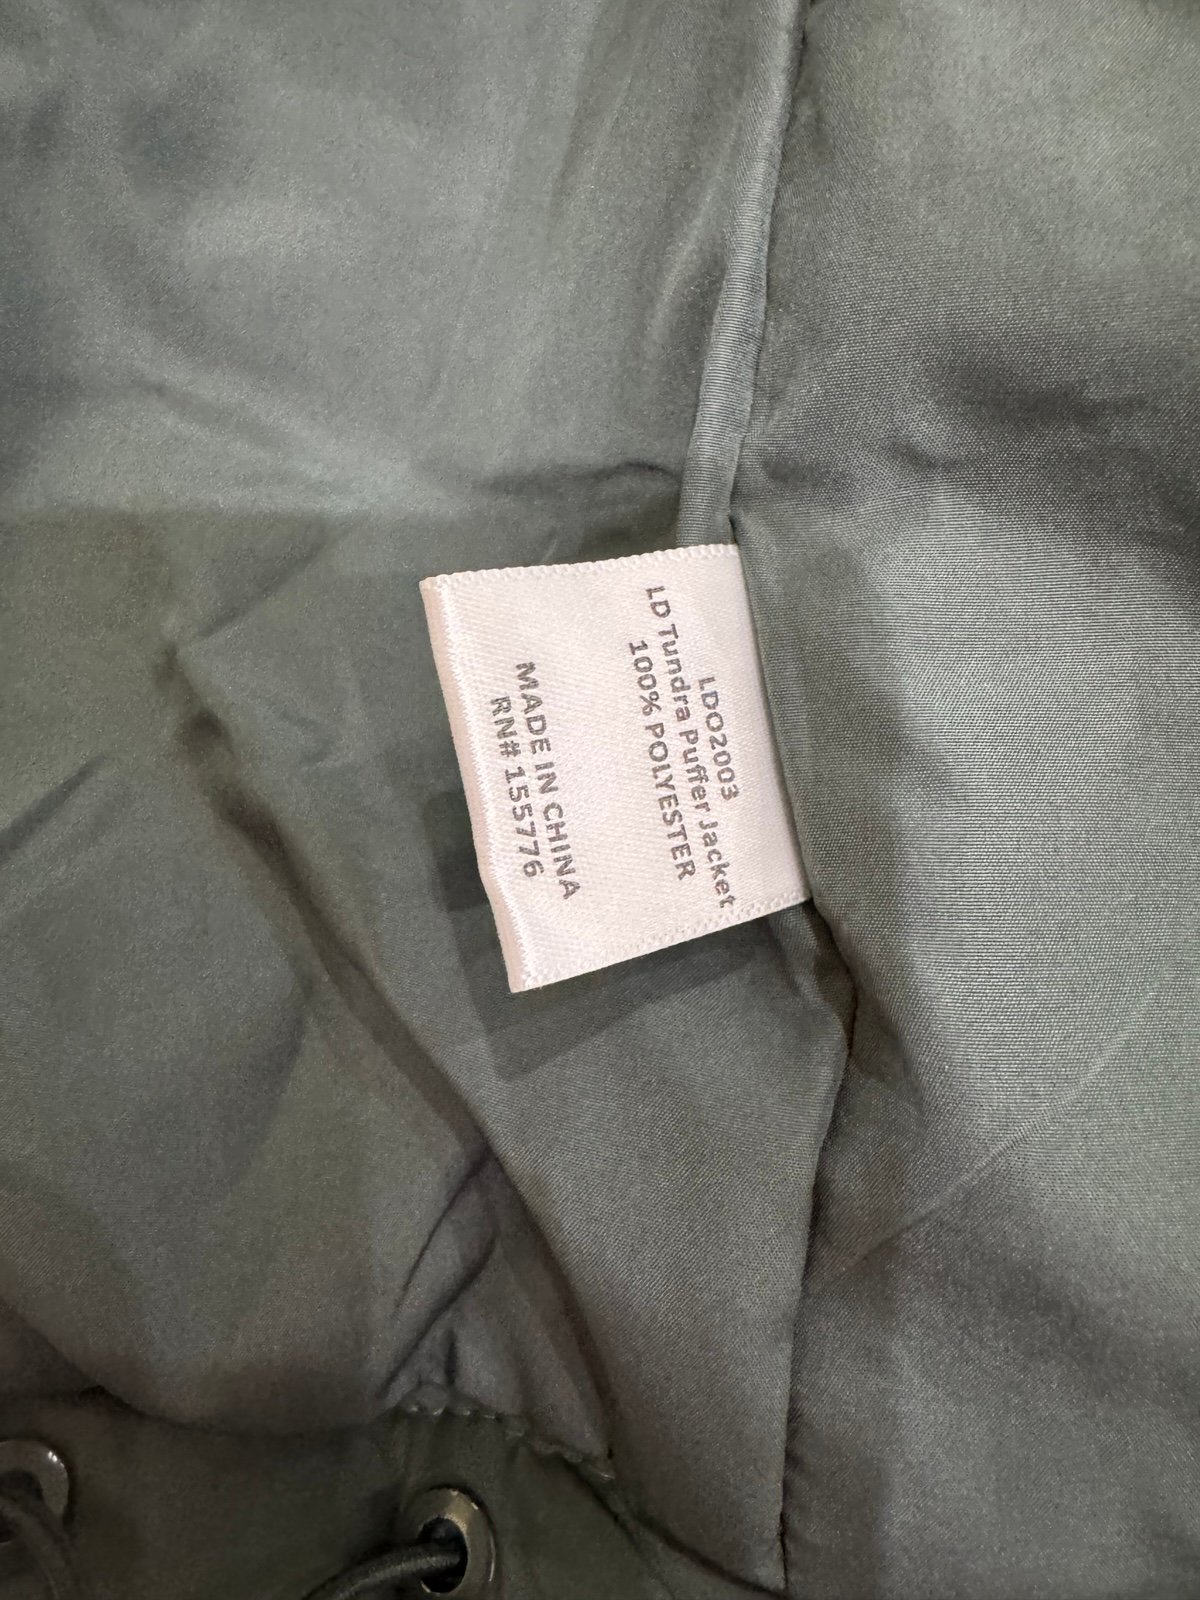 LDO2003
LD Tundra Puffer Jacket
100% POLYESTER
MADE IN CHINA
RN# 155776